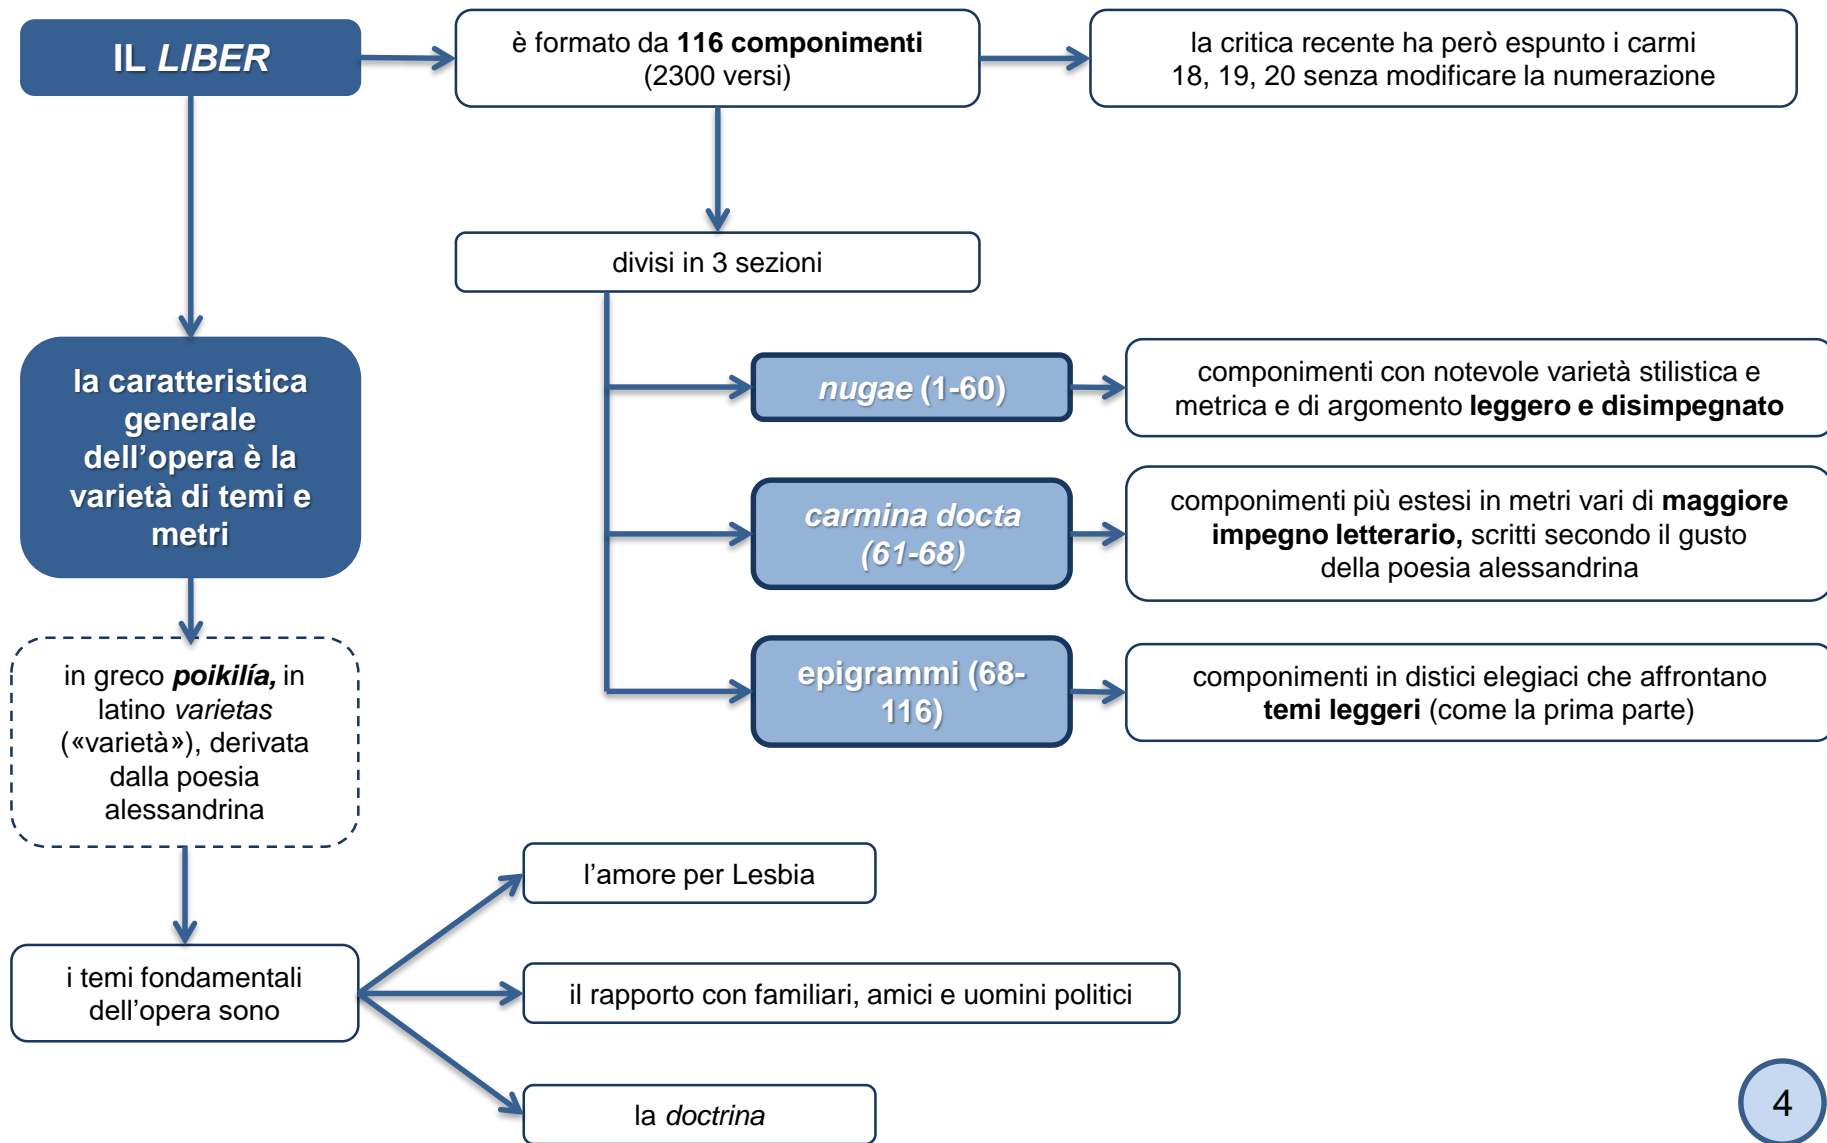 IL LIBER
è formato da 116 componimenti
(2300 versi)
la critica recente ha però espunto i carmi
18, 19, 20 senza modificare la numerazione
divisi in 3 sezioni
la caratteristica
generale
dell’opera è la
varietà di temi e
metri
nugae (1-60)
componimenti con notevole varietà stilistica e
metrica e di argomento leggero e disimpegnato
carmina docta
(61-68)
componimenti più estesi in metri vari di maggiore
impegno letterario, scritti secondo il gusto
della poesia alessandrina
epigrammi (68-
116)
componimenti in distici elegiaci che affrontano
temi leggeri (come la prima parte)
in greco poikilía, in
latino varietas
(«varietà»), derivata
dalla poesia
alessandrina
i temi fondamentali
dell’opera sono
l’amore per Lesbia
il rapporto con familiari, amici e uomini politici
la doctrina
4